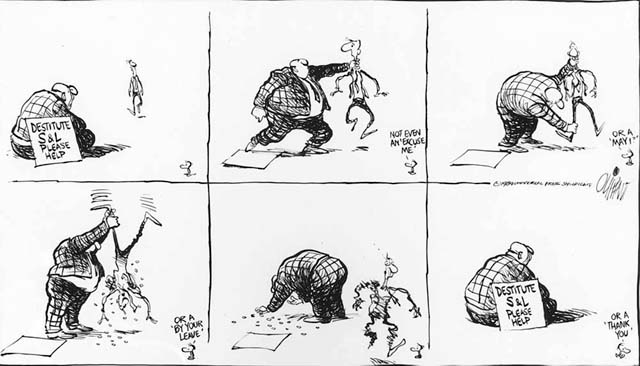 DESTITUTE
S&L
PLEASE
HELP
NOT EVEN
AN 'EXCUSE
ME'
OR A
'MAY I?'
OR A
'BY YOUR
LEAVE'
DESTITUTE
S&L
PLEASE
HELP
OR A
'THANK
YOU'